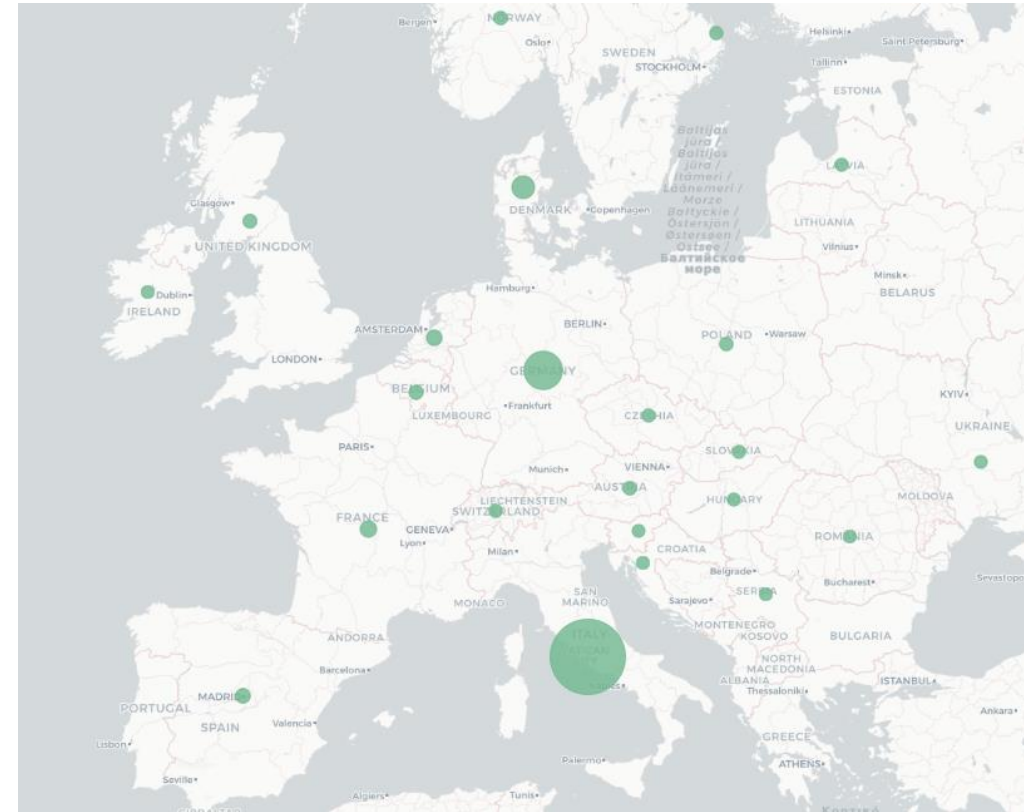 NORWAY
Bergen
Oslo
SWEDEN
STOCKHOLM
Helsinki
Saint Petersburg
Tallinn
ESTONIA
Baltijas
jūra /
Baltijos
jūra /
Itämeri /
Läänemeri /
Morze
Bałtyckie /
Östersjön /
Østersøen /
Ostsee /
Балтийское
море
LATVIA
Glasgow
DENMARK
Copenhagen
LITHUANIA
Vilnius
UNITED KINGDOM
Minsk
BELARUS
Dublin
IRELAND
Hamburg
AMSTERDAM
BERLIN
POLAND
Warsaw
LONDON
GERMANY
BELGIUM
Frankfurt
KYIV
LUXEMBOURG
CZECHIA
UKRAINE
PARIS
SLOVAKIA
Munich
VIENNA
AUSTRIA
LIECHTENSTEIN
SWITZERLAND
HUNGARY
MOLDOVA
FRANCE
GENEVA
Lyon
ROMANIA
Milan
CROATIA
Belgrade
Bucharest
Sevastopo
SAN
MARINO
MONACO
Sarajevo
SERBIA
MONTENEGRO
KOSOVO
BULGARIA
ANDORRA
ITALY
Barcelona
NORTH
MACEDONIA
ALBANIA
ISTANBUL
Thessaloniki
MADRID
PORTUGAL
SPAIN
Valencia
Ankara
Lisbon
GREECE
Palermo
ATHENS
Seville
Algiers
Tunis